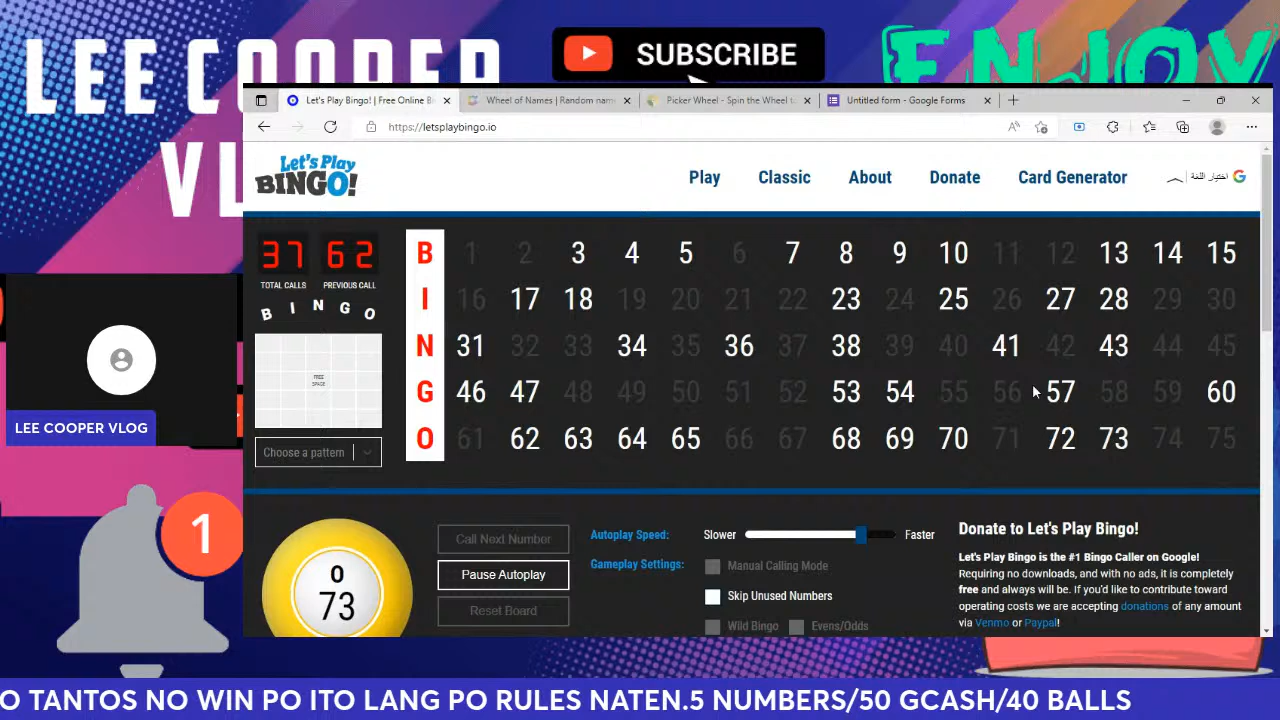 LEE COOPER
VL
SUBSCRIBE
ENJOY
Let's Play Bingo! | Free Online B
Wheel of Names | Random nam
Picker Wheel - Spin the Wheel t
Untitled form - Google Forms
https://letsplaybingo.io
Let's Play
BINGO!
Play
Classic
About
Donate
Card Generator
اختيار اللغة
37 62
TOTAL CALLS PREVIOUS CALL
B I N G O
FREE
SPACE
Choose a pattern
B 1 2 3 4 5 6 7 8 9 10 11 12 13 14 15
I 16 17 18 19 20 21 22 23 24 25 26 27 28 29 30
N 31 32 33 34 35 36 37 38 39 40 41 42 43 44 45
G 46 47 48 49 50 51 52 53 54 55 56 57 58 59 60
O 61 62 63 64 65 66 67 68 69 70 71 72 73 74 75
LEE COOPER VLOG
1
O
73
Call Next Number
Pause Autoplay
Reset Board
Autoplay Speed: Slower Faster
Gameplay Settings: Manual Calling Mode
Skip Unused Numbers
Wild Bingo Evens/Odds
Donate to Let's Play Bingo!
Let's Play Bingo is the #1 Bingo Caller on Google!
Requiring no downloads, and with no ads, it is completely
free and always will be. If you'd like to contribute toward
operating costs we are accepting donations of any amount
via Venmo or Paypal!
O TANTOS NO WIN PO ITO LANG PO RULES NATEN.5 NUMBERS/50 GCASH/40 BALLS